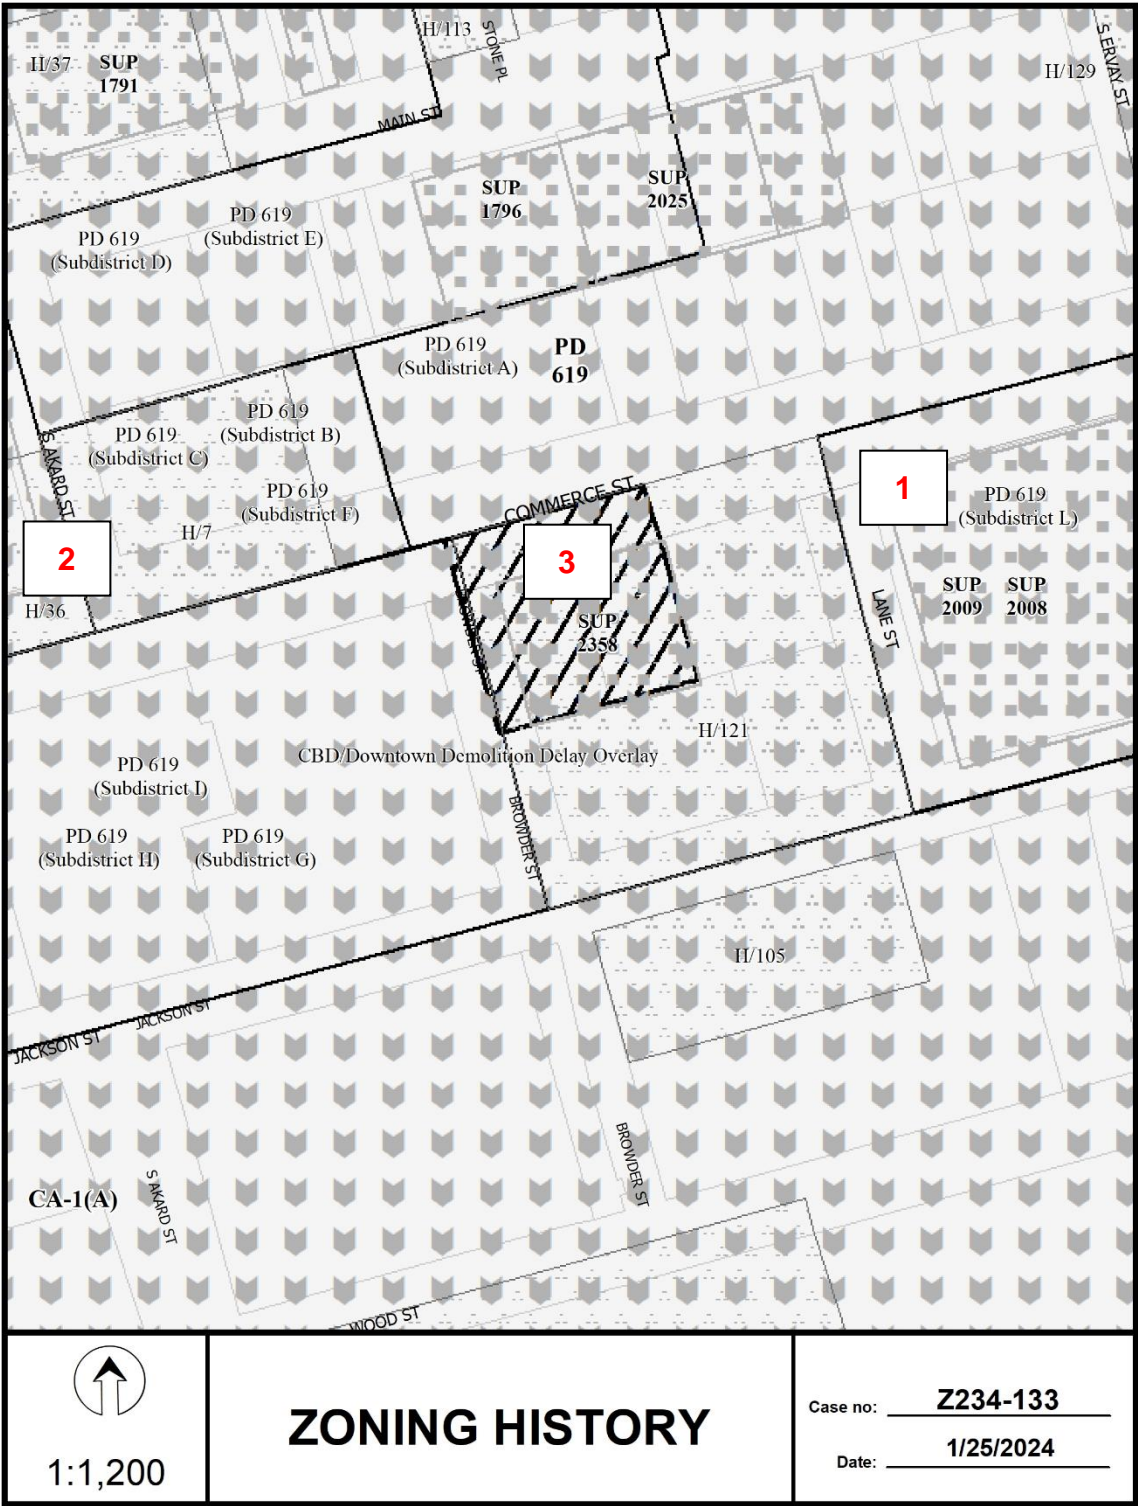 H/113
STONE PL
S ERVAY ST
H/37
SUP
1791
H/129
MAIN ST
SUP
1796
SUP
2025
PD 619
(Subdistrict E)
PD 619
(Subdistrict D)
PD 619
(Subdistrict A)
PD
619
PD 619
(Subdistrict B)
PD 619
(Subdistrict C)
S AKARD ST
PD 619
(Subdistrict F)
H/7
COMMERCE ST
1
PD 619
(Subdistrict L)
2
3
H/36
SUP
2009
SUP
2008
LANE ST
BROWDER ST
SUP
2358
H/121
CBD/Downtown Demolition Delay Overlay
PD 619
(Subdistrict I)
BROWDER ST
PD 619
(Subdistrict H)
PD 619
(Subdistrict G)
H/105
JACKSON ST
JACKSON ST
BROWDER ST
CA-1(A)
S AKARD ST
WOOD ST
1:1,200
ZONING HISTORY
Case no: Z234-133
Date: 1/25/2024